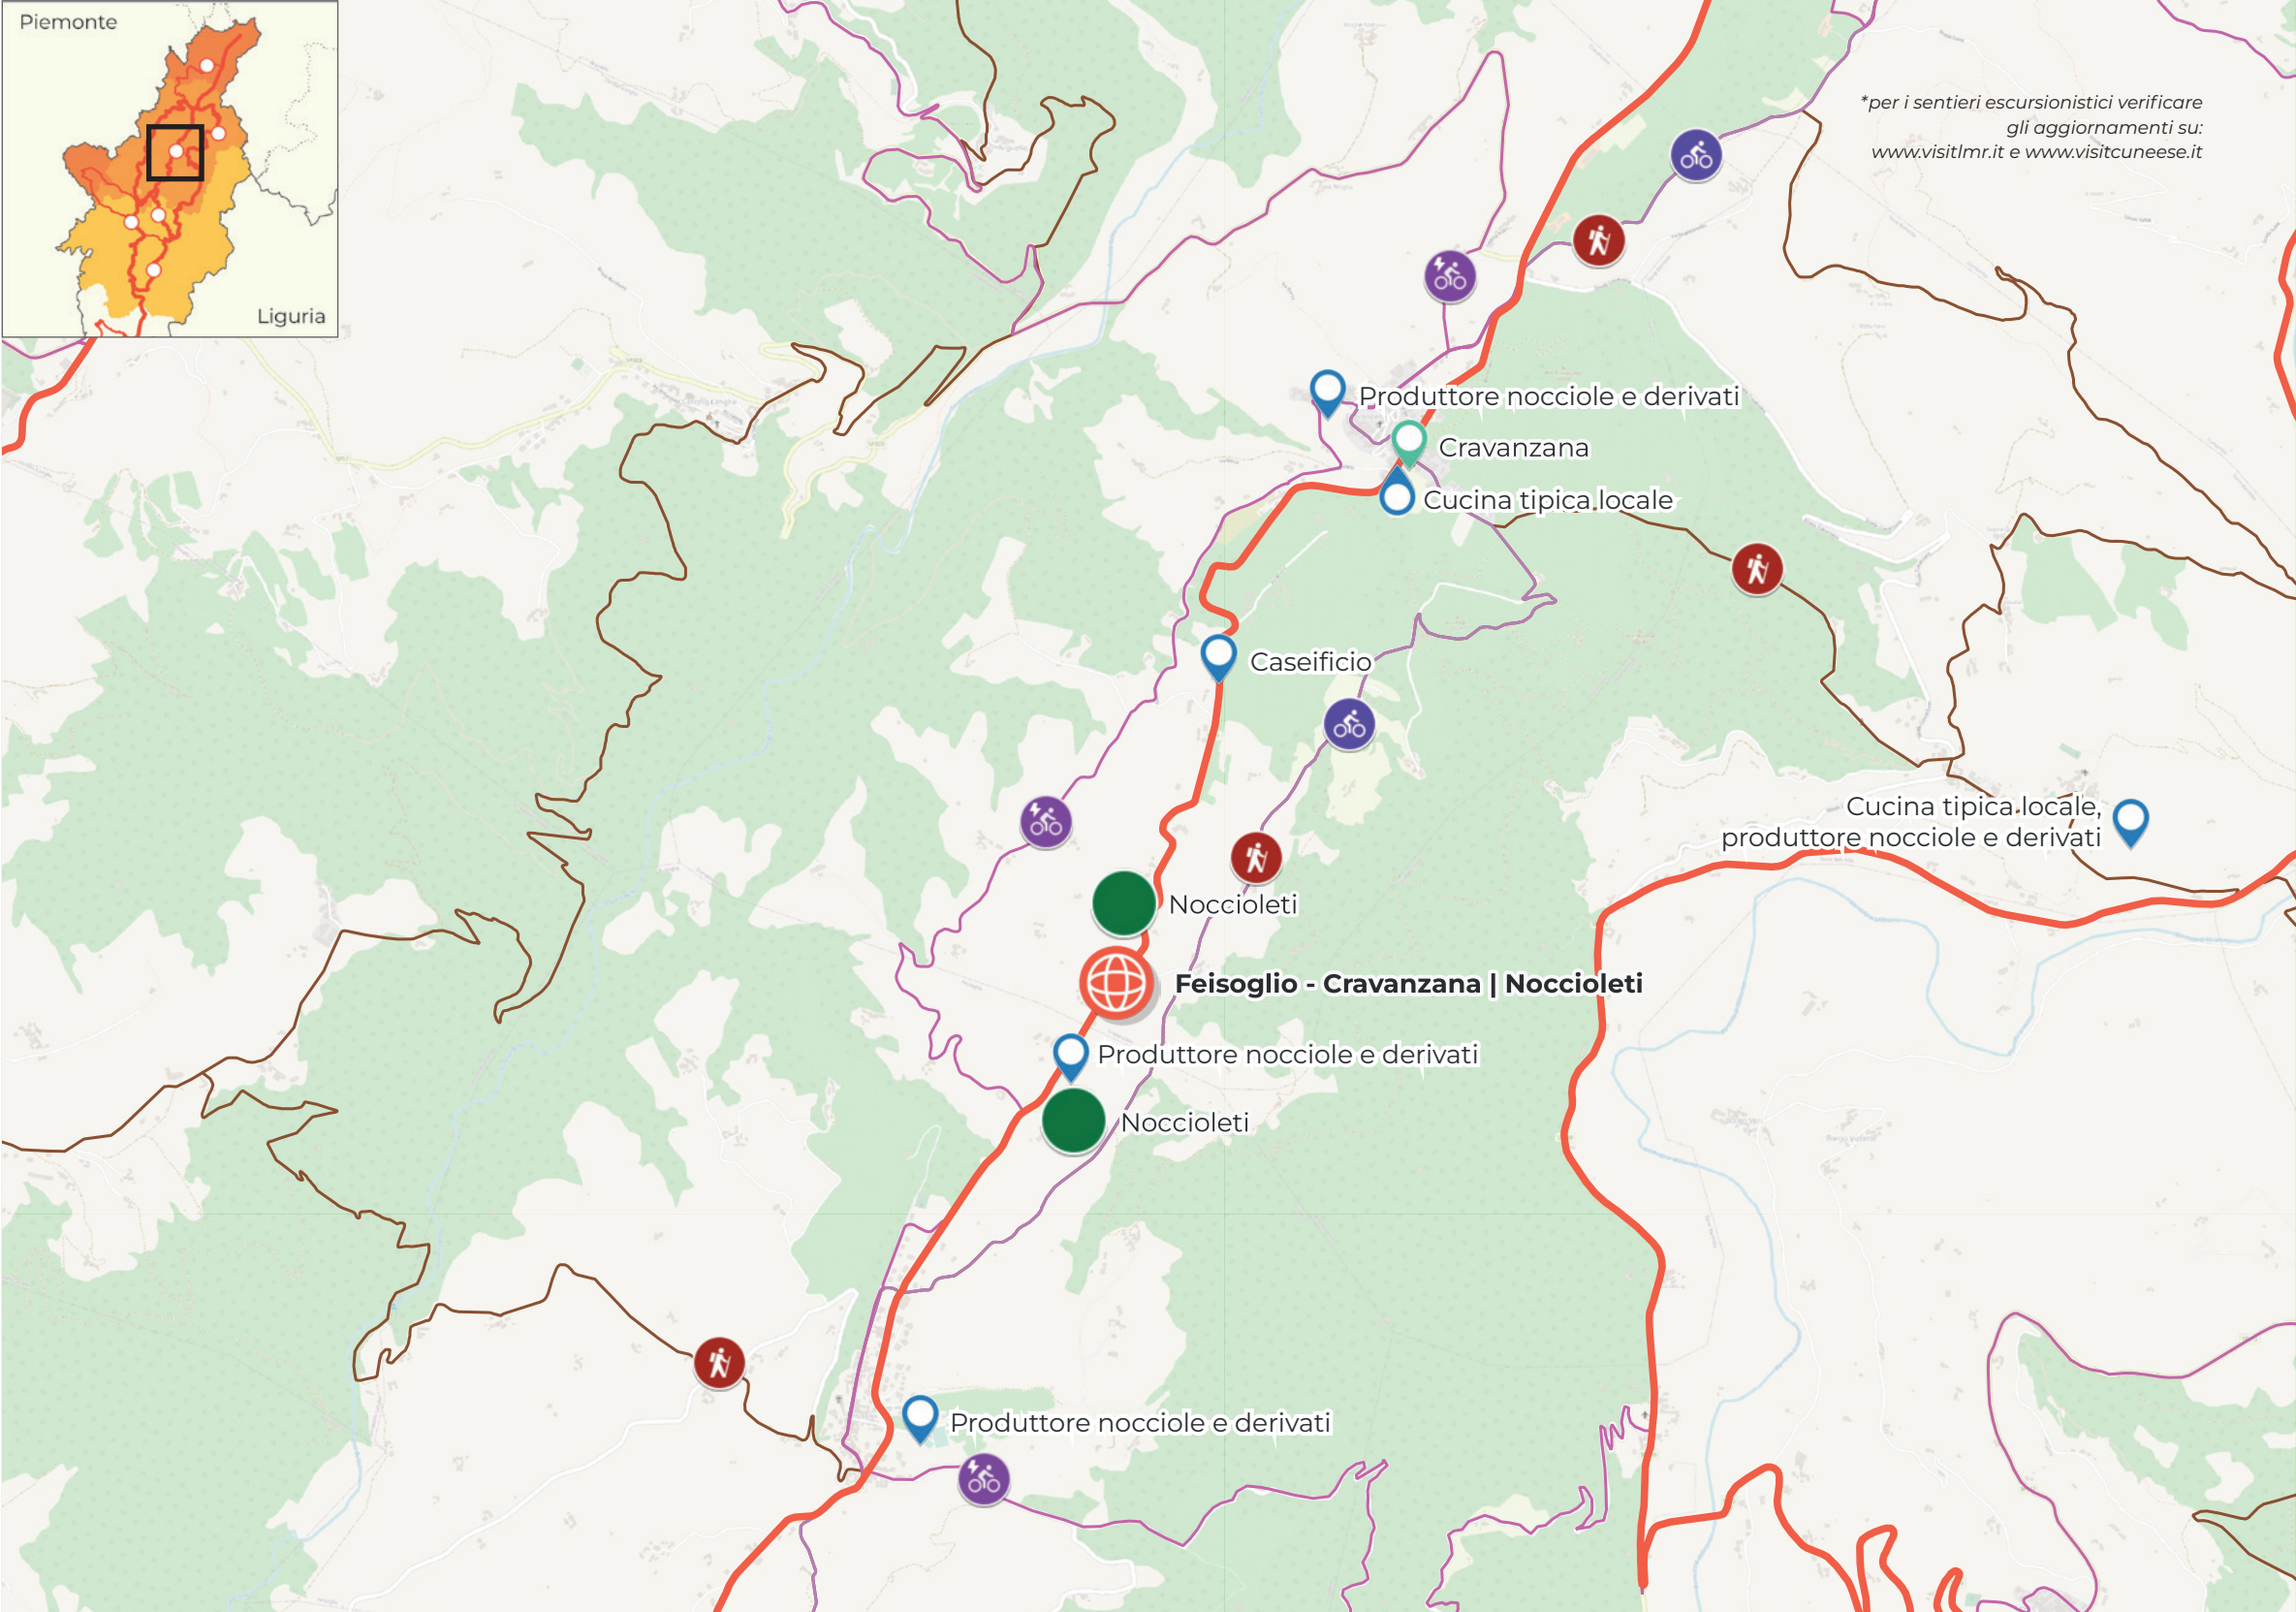 Piemonte
Liguria
*per i sentieri escursionistici verificare
gli aggiornamenti su:
www.visitlmr.it e www.visitcuneese.it
Produttore nocciole e derivati
Cravanzana
Cucina tipica locale
Caseificio
Cucina tipica locale,
produttore nocciole e derivati
Noccioleti
Feisoglio - Cravanzana | Noccioleti
Produttore nocciole e derivati
Noccioleti
Produttore nocciole e derivati